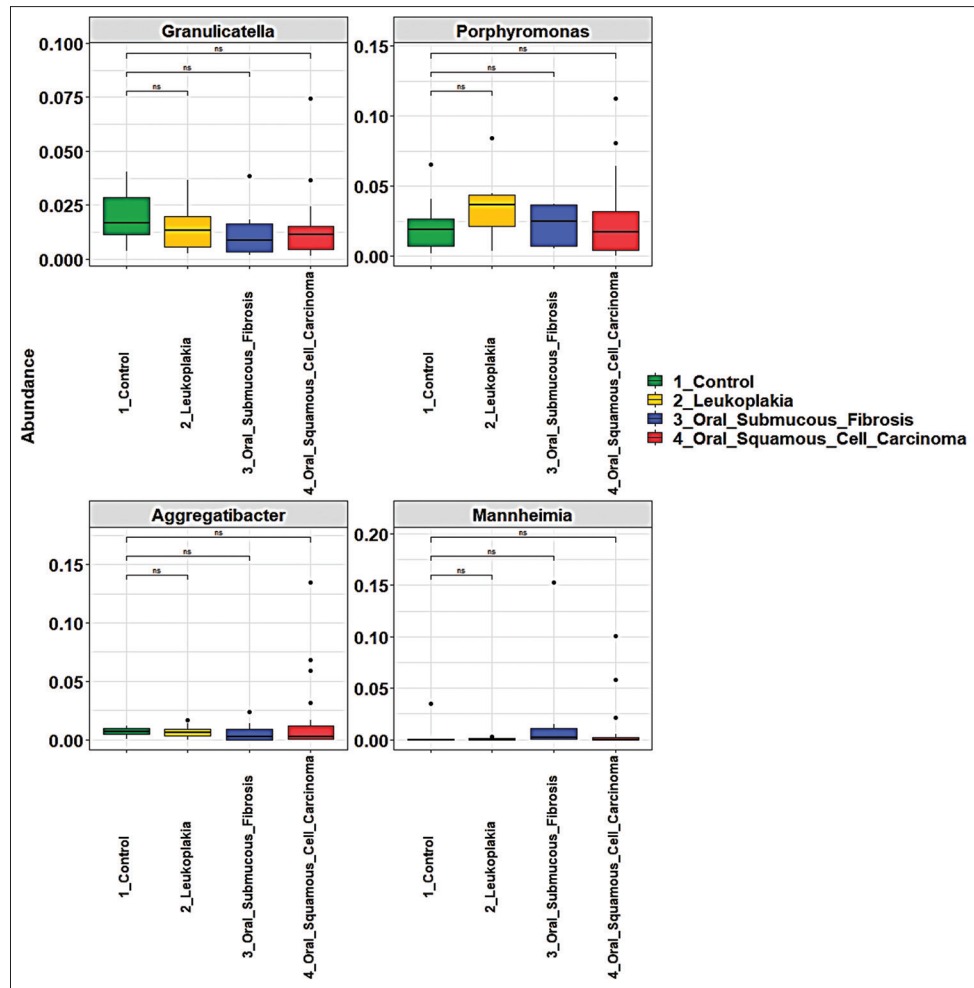 Granulicatella
Porphyromonas
0.100
0.075
0.050
0.025
0.000
ns
ns
ns
0.15
0.10
0.05
0.00
ns
ns
ns
Abundance
1_Control
2_Leukoplakia
3_Oral_Submucous_Fibrosis
4_Oral_Squamous_Cell_Carcinoma
1_Control
2_Leukoplakia
3_Oral_Submucous_Fibrosis
4_Oral_Squamous_Cell_Carcinoma
1_Control
2_Leukoplakia
3_Oral_Submucous_Fibrosis
4_Oral_Squamous_Cell_Carcinoma
Aggregatibacter
Mannheimia
0.15
0.10
0.05
0.00
ns
ns
ns
0.20
0.15
0.10
0.05
0.00
ns
ns
ns
1_Control
2_Leukoplakia
3_Oral_Submucous_Fibrosis
4_Oral_Squamous_Cell_Carcinoma
1_Control
2_Leukoplakia
3_Oral_Submucous_Fibrosis
4_Oral_Squamous_Cell_Carcinoma